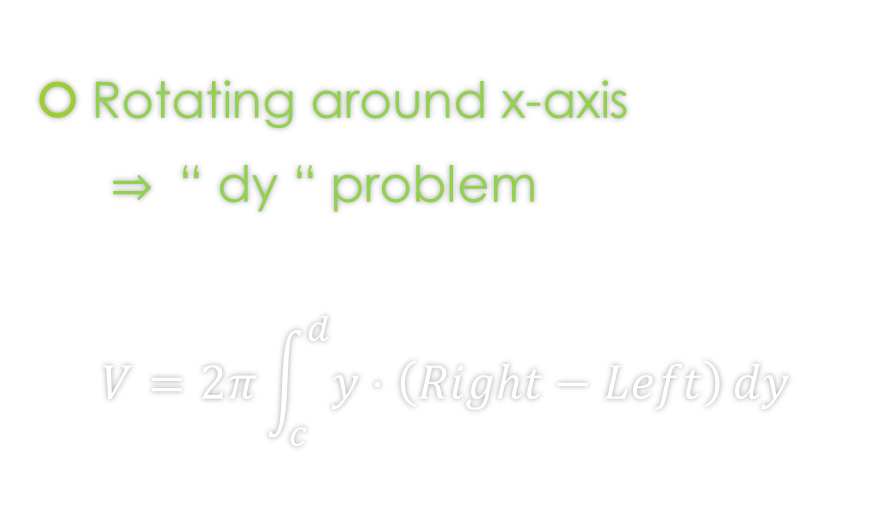 Rotating around x-axis
⇒ “ dy “ problem
V = 2π ∫_c^d y · (Right − Left) dy